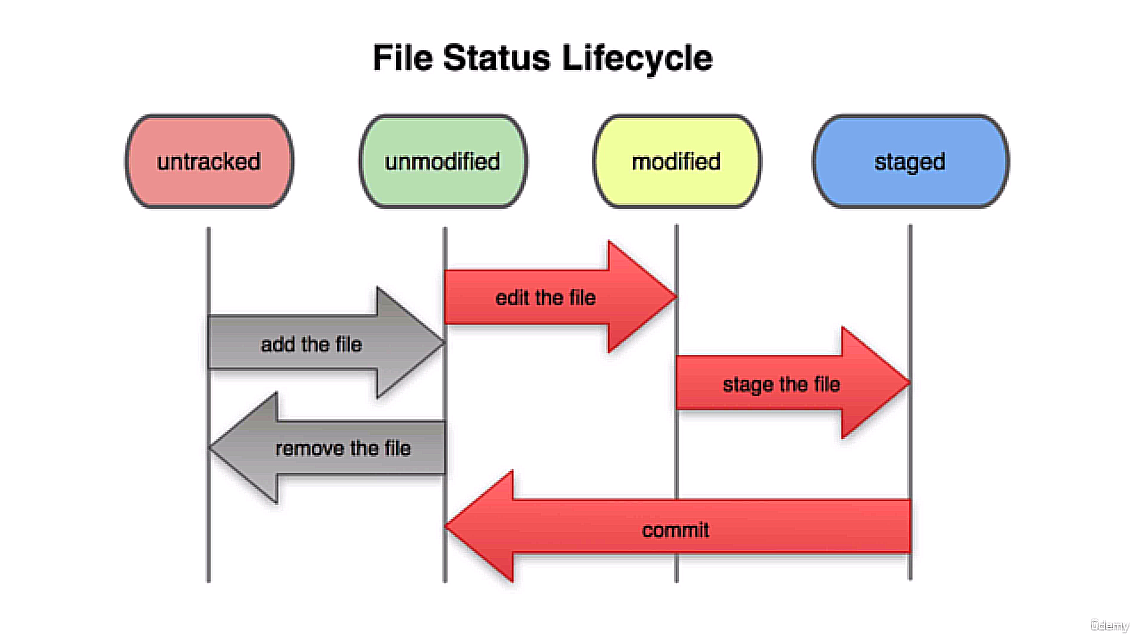 File Status Lifecycle
untracked
unmodified
modified
staged
edit the file
add the file
stage the file
remove the file
commit
ûdemy